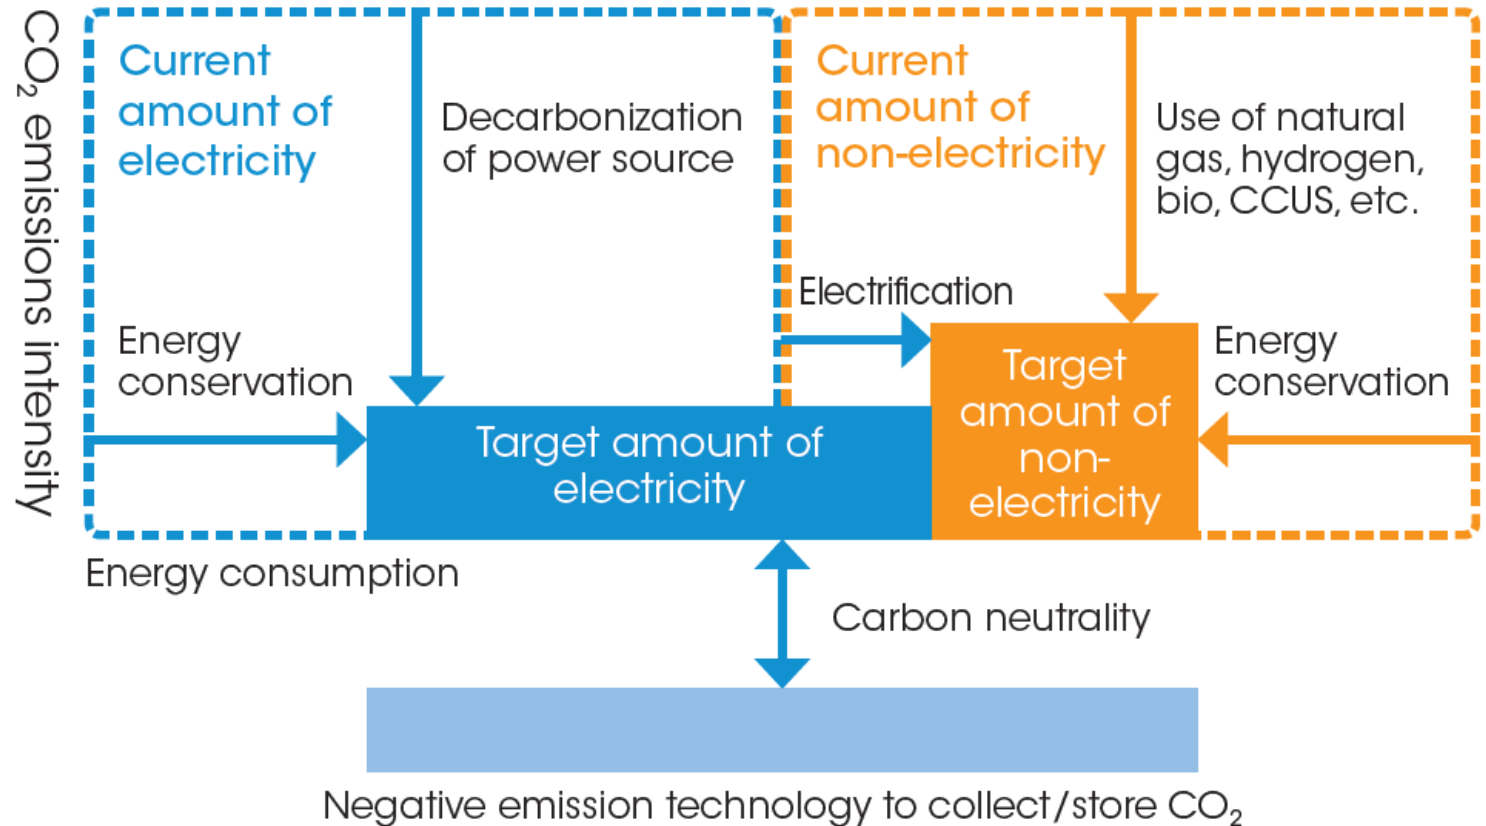 CO₂ emissions intensity
Current
amount of
electricity
Decarbonization
of power source
Current
amount of
non-electricity
Use of natural
gas, hydrogen,
bio, CCUS, etc.
Electrification
Energy
conservation
Target amount of
electricity
Target
amount of
non-
electricity
Energy
conservation
Energy consumption
Carbon neutrality
Negative emission technology to collect/store CO₂